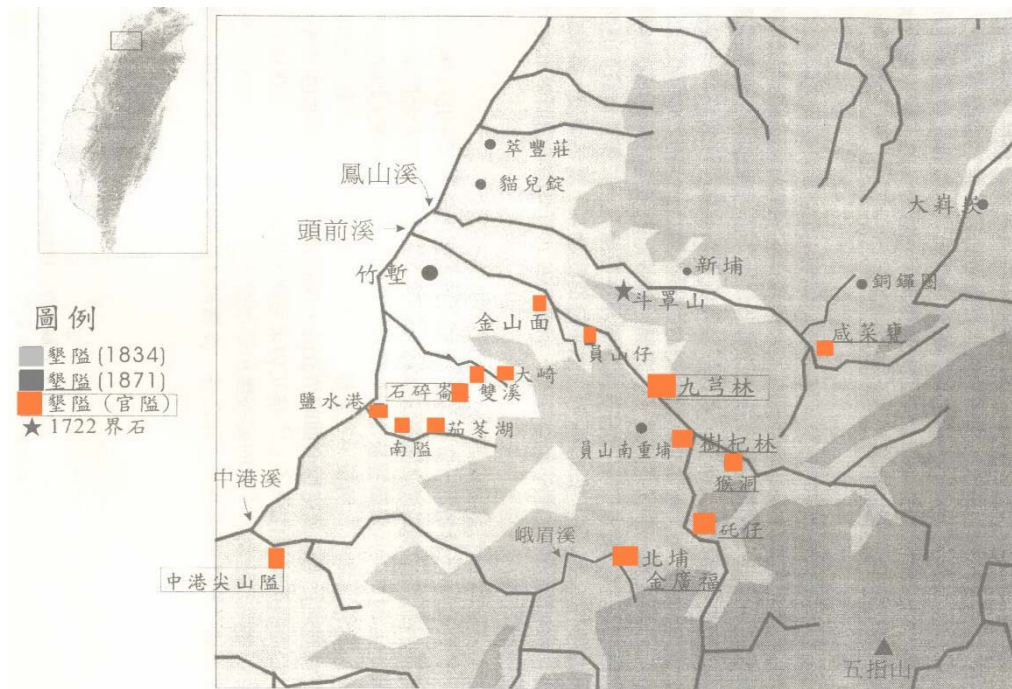 萃豐莊
鳳山溪
貓兒錠
大嵙崁
頭前溪
竹塹
新埔
銅鑼圈
斗罩山
圖例
金山面
咸菜甕
墾隘(1834)
員山仔
墾隘(1871)
大崎
九芎林
墾隘（官隘）
石碎崙
雙溪
鹽水港
1722 界石
茄苳湖
南隘
員山南重埔
樹杞林
猴洞
中港溪
矺仔
峨眉溪
北埔
中港尖山隘
金廣福
五指山